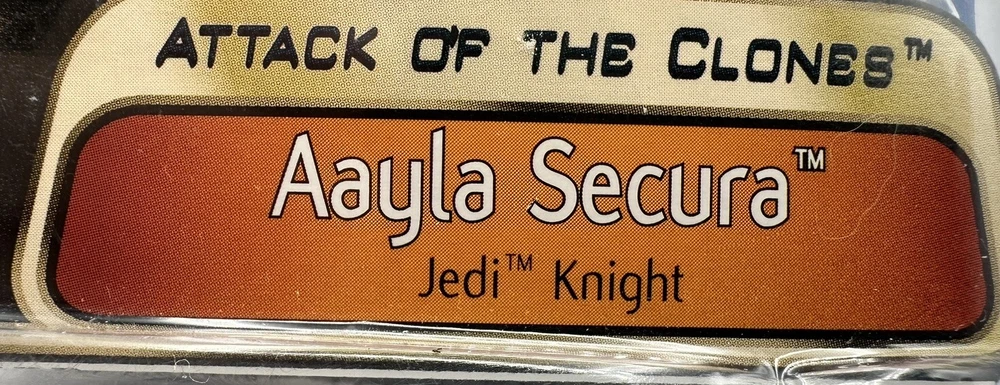 ATTACK OF THE CLONES™
Aayla Secura™
Jedi™ Knight